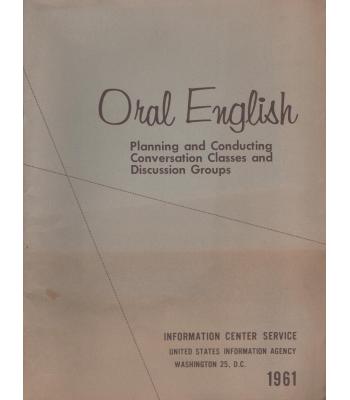 Oral English
Planning and Conducting
Conversation Classes and
Discussion Groups
INFORMATION CENTER SERVICE
UNITED STATES INFORMATION AGENCY
WASHINGTON 25, D.C.
1961